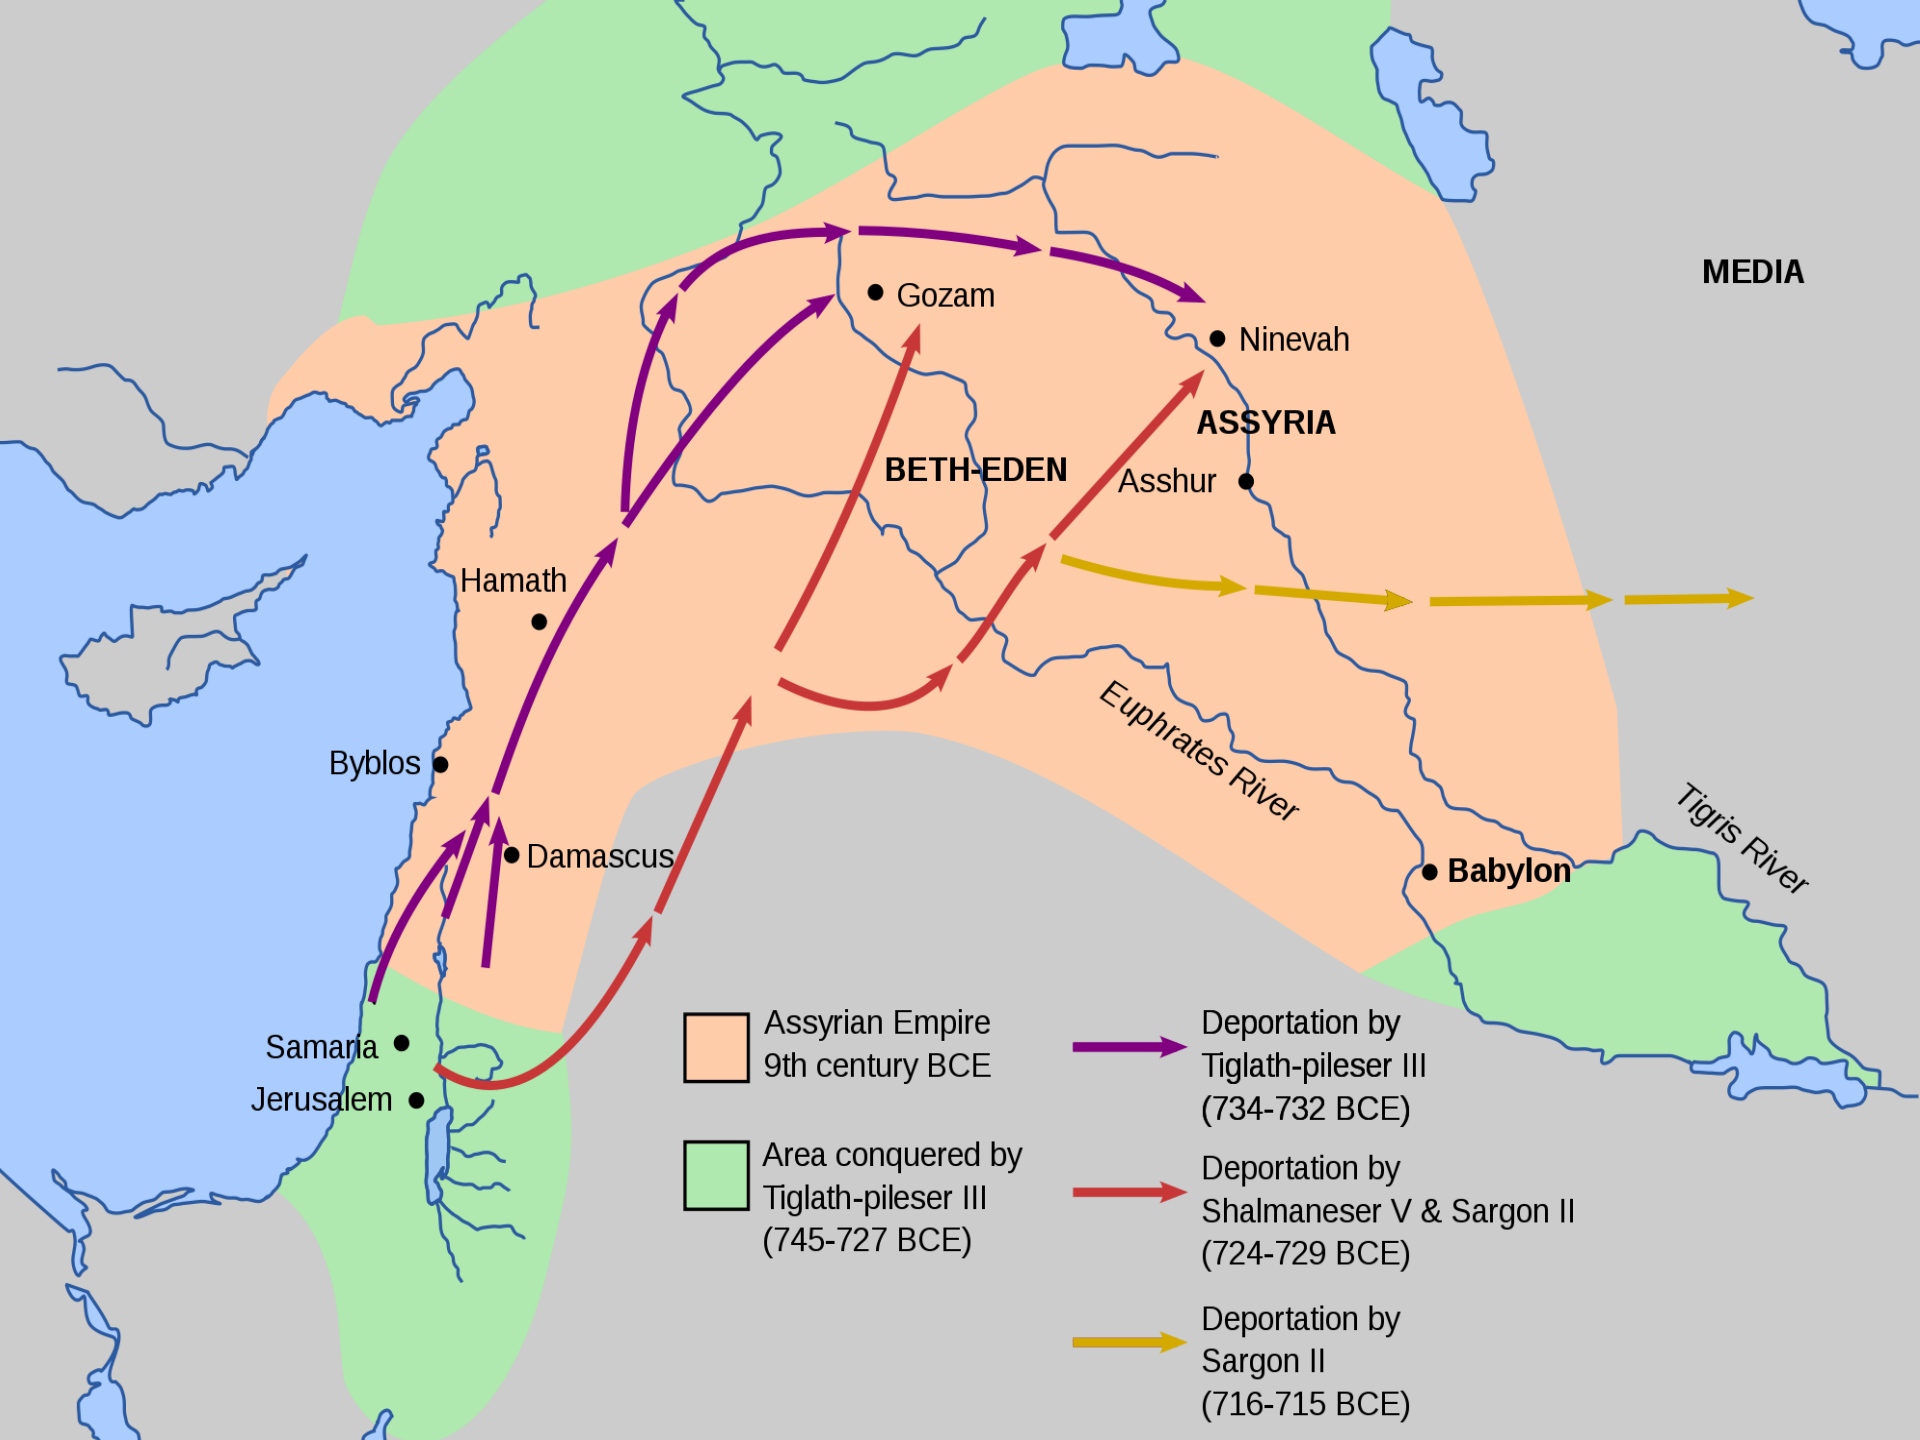 MEDIA
Gozam
Ninevah
ASSYRIA
BETH-EDEN
Asshur
Hamath
Euphrates River
Byblos
Tigris River
Damascus
Babylon
Samaria
Jerusalem
Assyrian Empire
9th century BCE
Area conquered by
Tiglath-pileser III
(745-727 BCE)
Deportation by
Tiglath-pileser III
(734-732 BCE)
Deportation by
Shalmaneser V & Sargon II
(724-729 BCE)
Deportation by
Sargon II
(716-715 BCE)